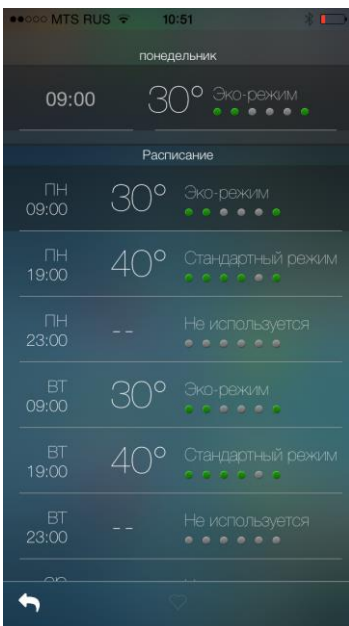 MTS RUS 10:51
понедельник
09:00 30° Эко-режим
Расписание
ПН 09:00 30° Эко-режим
ПН 19:00 40° Стандартный режим
ПН 23:00 -- Не используется
ВТ 09:00 30° Эко-режим
ВТ 19:00 40° Стандартный режим
ВТ 23:00 -- Не используется